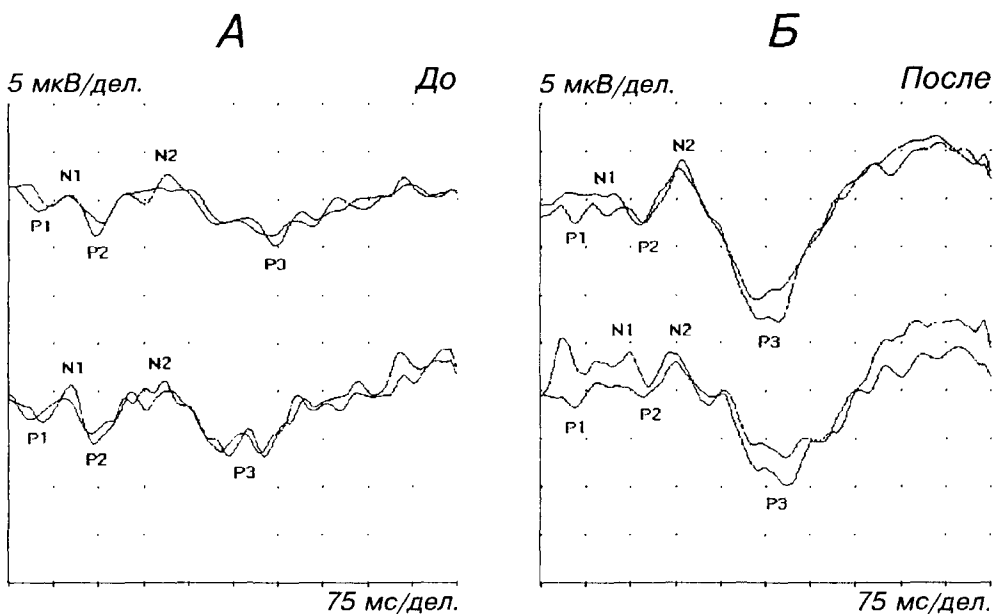 А
5 мкВ/дел. До
N1 N2
P1 P2 P3
N1 N2
P1 P2 P3
75 мс/дел.
Б
5 мкВ/дел. После
N1 N2
P1 P2 P3
N1 N2
P1 P2 P3
75 мс/дел.